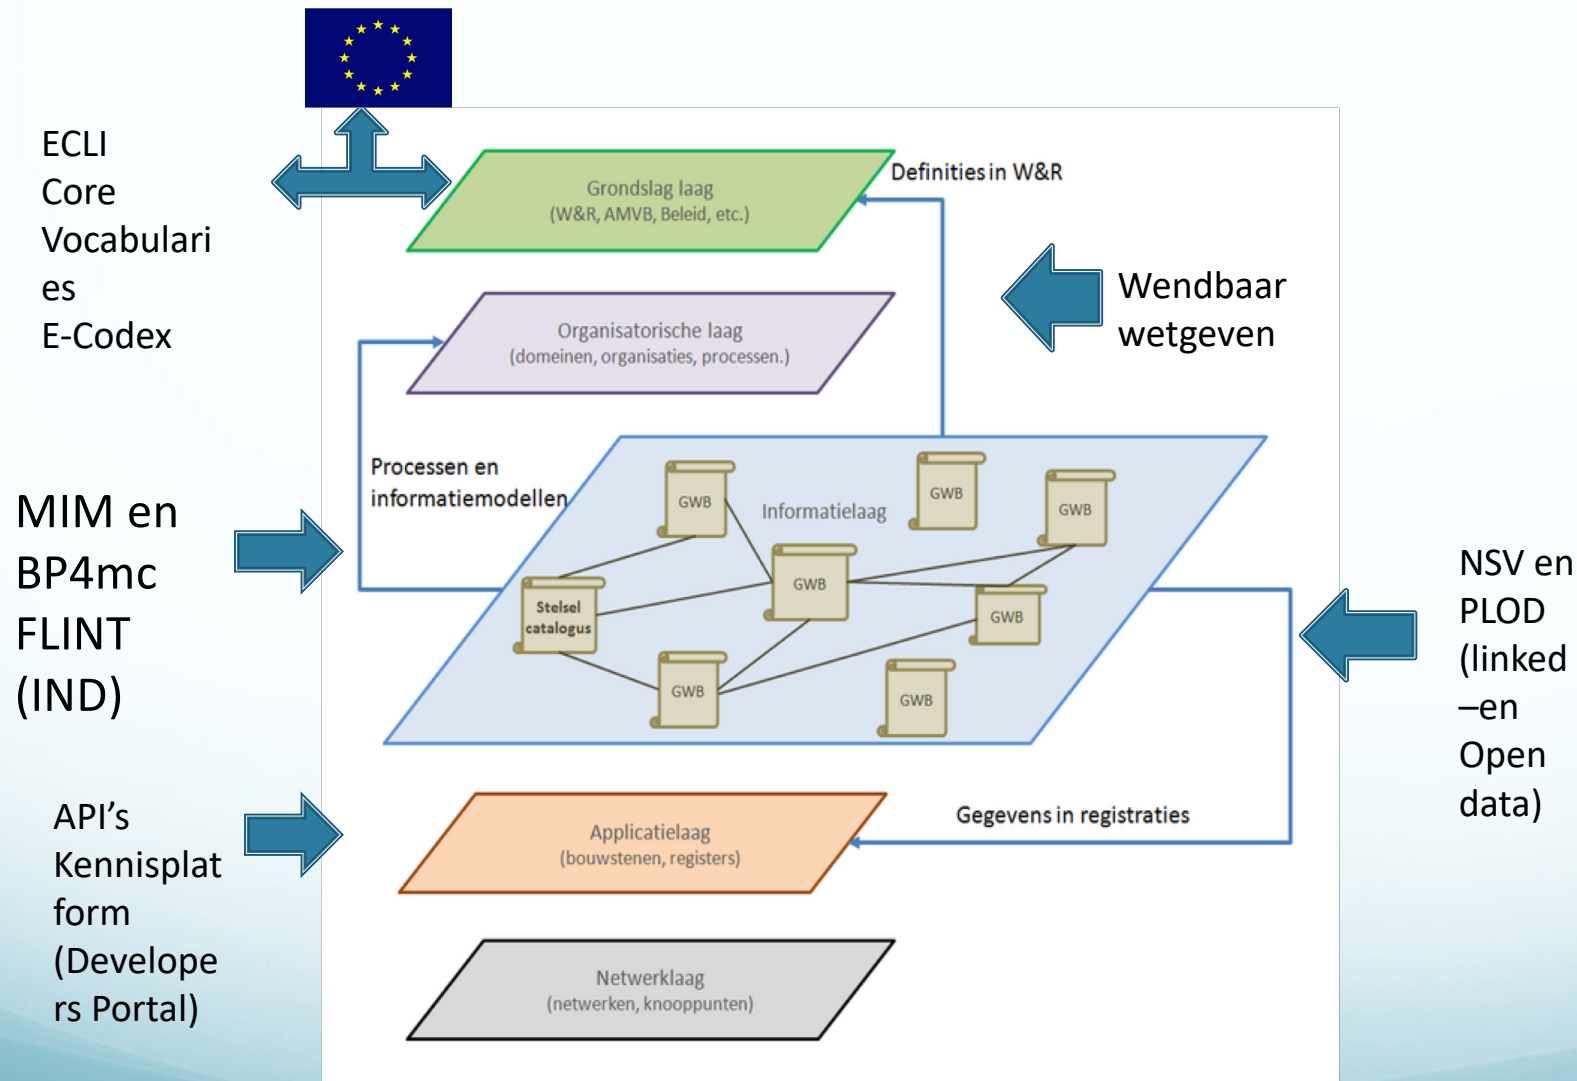 ECLI
Core
Vocabulari
es
E-Codex
Grondslag laag
(W&R, AMVB, Beleid, etc.)
Definities in W&R
Organisatorische laag
(domeinen, organisaties, processen.)
Wendbaar
wetgeven
Processen en
informatiemodellen
MIM en
BP4mc
FLINT
(IND)
Informatielaag
GWB
GWB
GWB
GWB
Stelsel
catalogus
GWB
GWB
GWB
NSV en
PLOD
(linked
–en
Open
data)
API’s
Kennisplat
form
(Develope
rs Portal)
Applicatielaag
(bouwstenen, registers)
Gegevens in registraties
Netwerklaag
(netwerken, knooppunten)